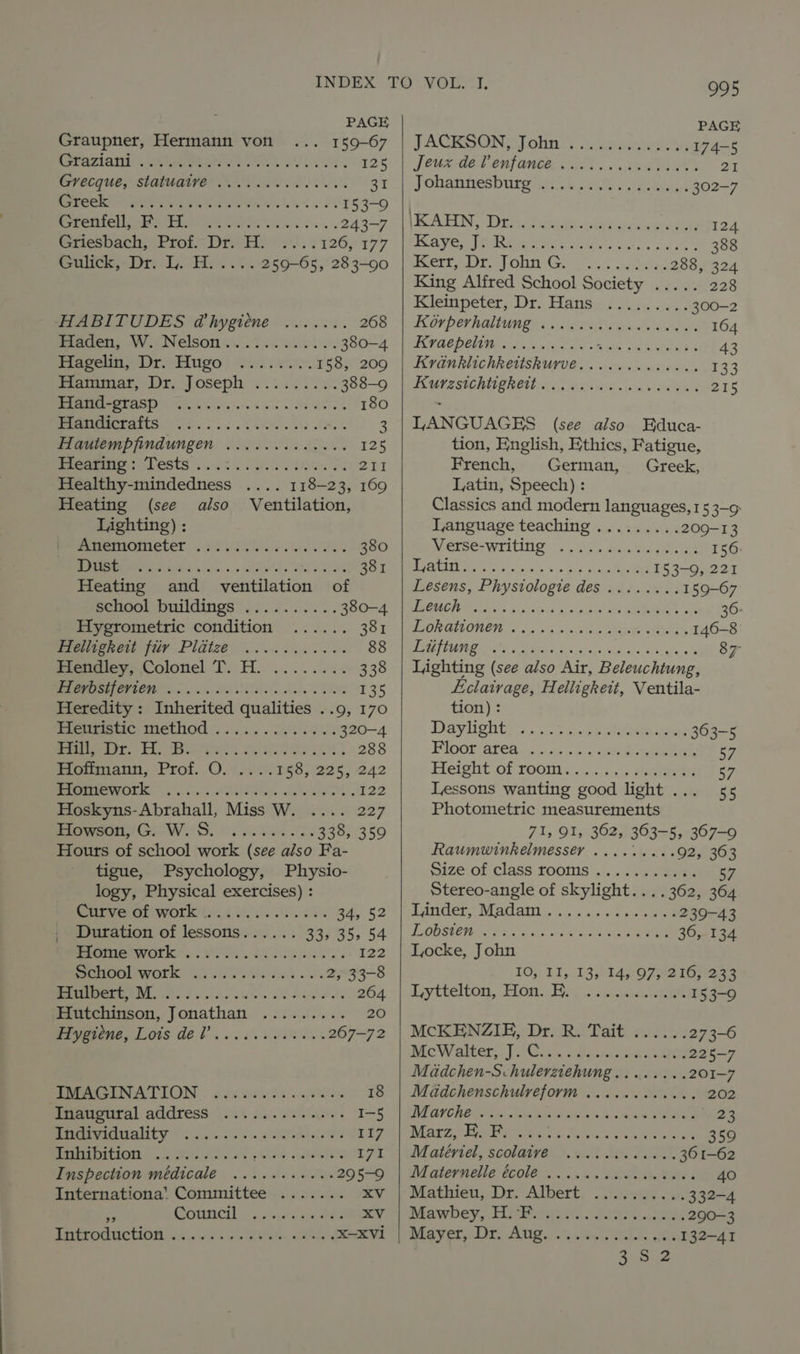 INDEX TO VOL. I. 995
PAGE
Graupner, Hermann von ... 159–67
Graziani .................... 125
Grecque, statuaire .............. 31
Greek ....................153–9
Grenfell, F. H. ...............243–7
Griesbach, Prof. Dr. H. ....126, 177
Gulick, Dr. L. H. .... 259–65, 283–90
HABITUDES d'hygiène ....... 268
Haden, W. Nelson............380–4
Hagelin, Dr. Hugo ........158, 209
Hammar, Dr. Joseph .........388–9
Hand-grasp .................. 180
Handicrafts .................. 3
Hautempfindungen ............. 125
Hearing: Tests ................. 211
Healthy-mindedness .... 118–23, 169
Heating (see also Ventilation,
Lighting) :
Anemometer ................ 380
Dust ..................... 381
Heating and ventilation of
school buildings ..........380–4
Hygrometric condition ...... 381
Helligkeit für Plätze ........... 88
Hendley, Colonel T. H. ........ 338
Herbstferien ................... 135
Heredity: Inherited qualities ..9, 170
Heuristic method .............320–4
Hill, Dr. H. B. ................ 288
Hoffmann, Prof. O. .....158, 225, 242
Homework ....................122
Hoskyns-Abrahall, Miss W. .... 227
Howson, G. W. S. ..........338, 359
Hours of school work (see also Fa-
tigue, Psychology, Physio-
logy, Physical exercises) :
Curve of work .............. 34, 52
Duration of lessons...... 33, 35, 54
Home work ................. 122
School work ...............2, 33–8
Hulbert, M. ................... 264
Hutchinson, Jonathan ......... 20
Hygiène, Lois de l'............267–72
IMAGINATION .............. 18
Inaugural address ............. 1–5
Individuality .................. 117
Inhibition .................... 171
Inspection médicale ...........295–9
International Committee ....... xv
„ Council .......... xv
Introduction .................x–xvi
PAGE
JACKSON, John .............174–5
Jeux de l'enfance ............... 21
Johannesburg ................302–7
KAHN, Dr..................... 124
Kaye, J. R..................... 388
Kerr, Dr. John G. ..........288, 324
King Alfred School Society ..... 228
Kleinpeter, Dr. Hans .........300–2
Körperhaltung ................. 164
Kraepelin .................... 43
Kränklichkeitskurve............. 133
Kurzsichtigkeit ................. 215
LANGUAGES (see also Educa-
tion, English, Ethics, Fatigue,
French, German, Greek,
Latin, Speech) :
Classics and modern languages,153–9
Language teaching .........209–13
Verse-writing ............... 156
Latin.....................153–9, 221
Lesens, Physiologie des ........159–67
Leuch ...................... 36
Lokationen ..................146–8
Lüftung ..................... 87
Lighting (see also Air, Beleuchtung,
Éclairage, Helligkeit, Ventila-
tion) :
Daylight ..................363–5
Floor area ................. 57
Height of room.............. 57
Lessons wanting good light ... 55
Photometric measurements
71, 91, 362, 363–5, 367–9
Raumwinkelmesser .........92, 363
Size of class rooms ........... 57
Stereo-angle of skylight....362, 364
Linder, Madam ..............239–43
Lobsien ....................36, 134
Locke, John
10, 11, 13, 14, 97, 216, 233
Lyttelton, Hon. E. ...........153–9
McKENZIE, Dr. R. Tait ......273–6
McWalter, J. C................225–7
Mädchen-Schulerziehung........201–7
Mädchenschulreform ............ 202
Marche ...................... 23
Marz, E. F. .................. 359
Matériel, scolaire .............361–62
Maternelle école ............... 40
Mathieu, Dr. Albert ..........332–4
Mawbey, H. F. ..............290–3
Mayer, Dr. Aug. .............132–41
3 S 2